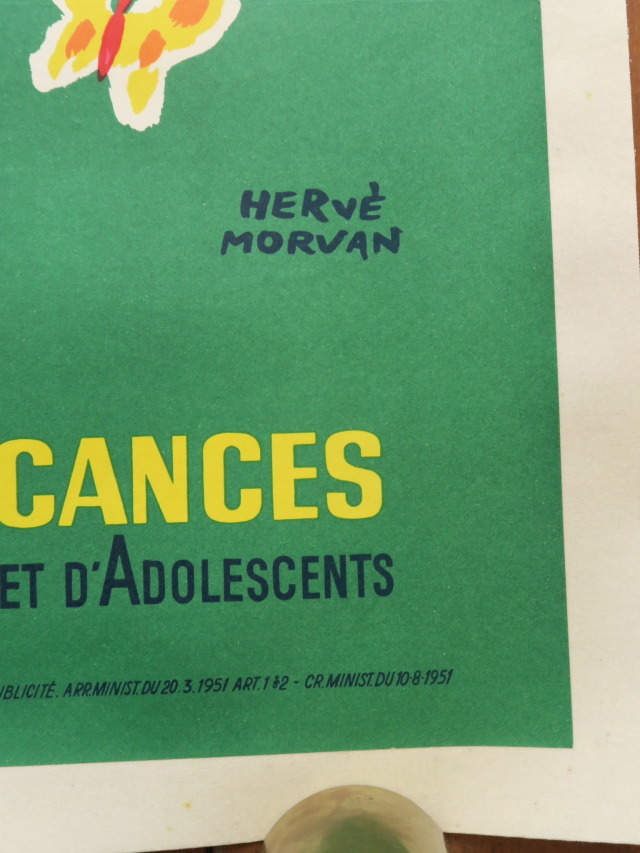 HERVÈ
MORVAN
CANCES
ET D'ADOLESCENTS
BLICITÉ. ARR.MINIST.DU 20.3.1951 ART.1 & 2 - CR.MINIST.DU 10-8-1951